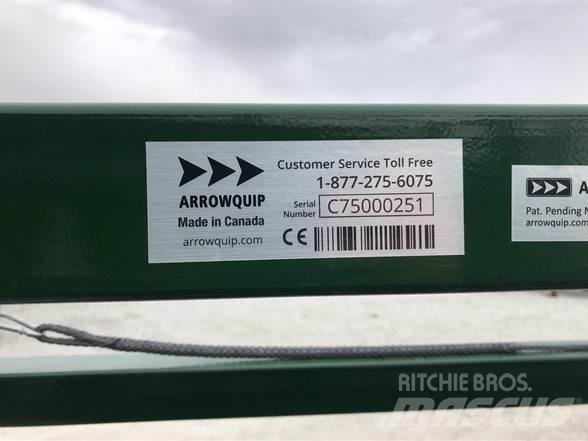 ARROWQUIP
Made in Canada
arrowquip.com
Customer Service Toll Free
1-877-275-6075
Serial Number C75000251
CE
Pat. Pending
arrowquip.com
RITCHIE BROS.
MASCUS